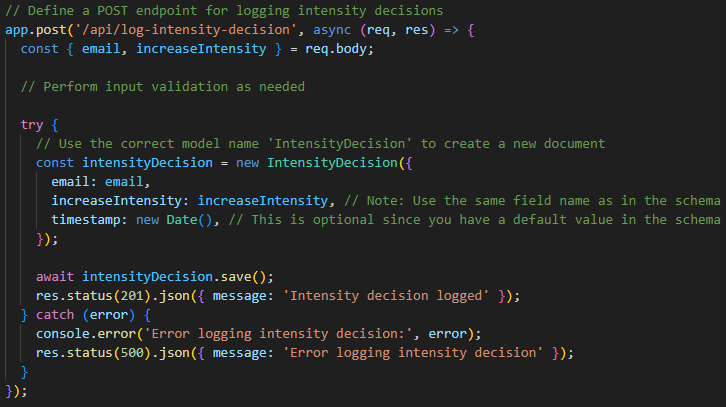 // Define a POST endpoint for logging intensity decisions
app.post('/api/log-intensity-decision', async (req, res) => {
  const { email, increaseIntensity } = req.body;

  // Perform input validation as needed

  try {
    // Use the correct model name 'IntensityDecision' to create a new document
    const intensityDecision = new IntensityDecision({
      email: email,
      increaseIntensity: increaseIntensity, // Note: Use the same field name as in the schema
      timestamp: new Date(), // This is optional since you have a default value in the schema
    });

    await intensityDecision.save();
    res.status(201).json({ message: 'Intensity decision logged' });
  } catch (error) {
    console.error('Error logging intensity decision:', error);
    res.status(500).json({ message: 'Error logging intensity decision' });
  }
});